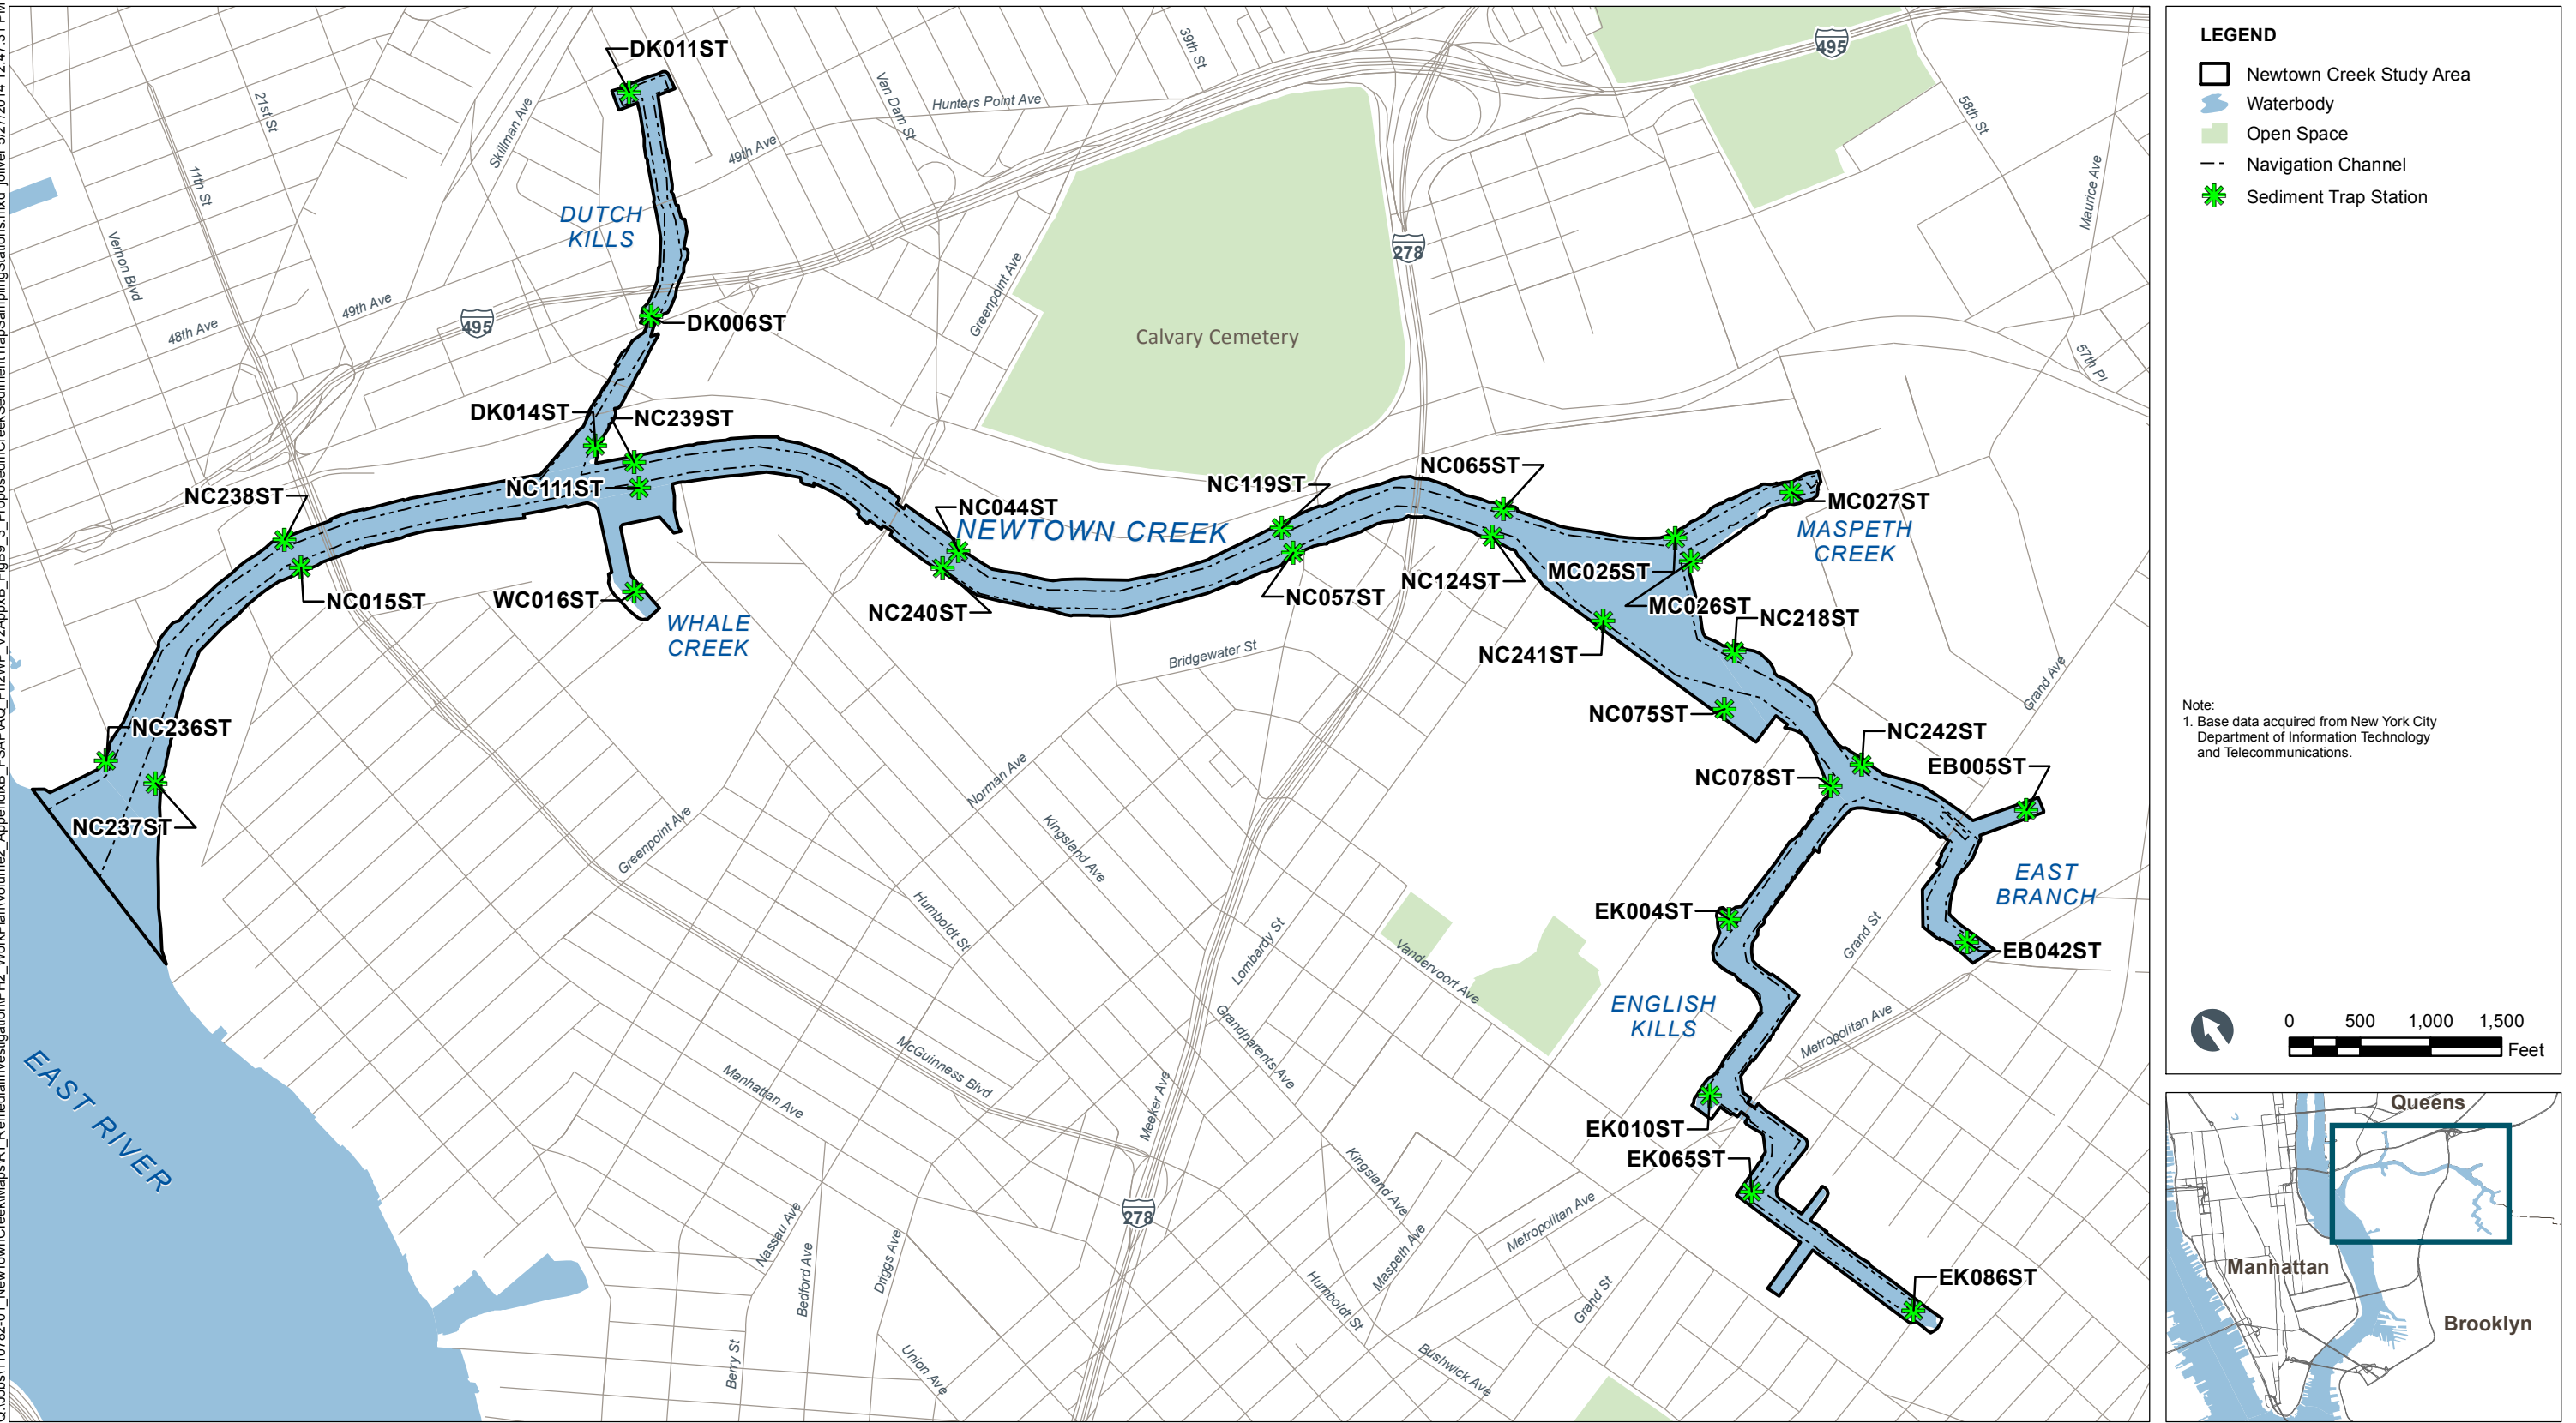 DK011ST
39th St
495
Van Dam St
Hunters Point Ave
21st St
Skillman Ave
49th Ave
58th St
11th St
Maurice Ave
DUTCH
KILLS
Vernon Blvd
Greenpoint Ave
278
49th Ave
48th Ave
495
DK006ST
Calvary Cemetery
57th Pl
DK014ST
NC239ST
NC238ST
NC111ST
NC119ST
NC065ST
MC027ST
NC044ST
NEWTOWN CREEK
MASPETH
CREEK
NC015ST
WC016ST
NC240ST
NC057ST
NC124ST
MC025ST
MC026ST
WHALE
CREEK
NC218ST
Bridgewater St
NC241ST
Grand Ave
NC236ST
NC075ST
NC242ST
NC078ST
EB005ST
Norman Ave
NC237ST
Greenpoint Ave
Kingsland Ave
EAST
BRANCH
Humboldt St
EK004ST
Grand St
EB042ST
Lombardy St
Vandervoort Ave
ENGLISH
KILLS
Grandparents Ave
Metropolitan Ave
McGuinness Blvd
Manhattan Ave
EAST RIVER
Meeker Ave
EK010ST
EK065ST
Kingsland Ave
278
Nassau Ave
Metropolitan Ave
Maspeth Ave
Bedford Ave
Driggs Ave
EK086ST
Humboldt St
Grand St
Berry St
Union Ave
Bushwick Ave
LEGEND
Newtown Creek Study Area
Waterbody
Open Space
Navigation Channel
Sediment Trap Station
Note:
1. Base data acquired from New York City
Department of Information Technology
and Telecommunications.
0 500 1,000 1,500
Feet
Queens
Manhattan
Brooklyn